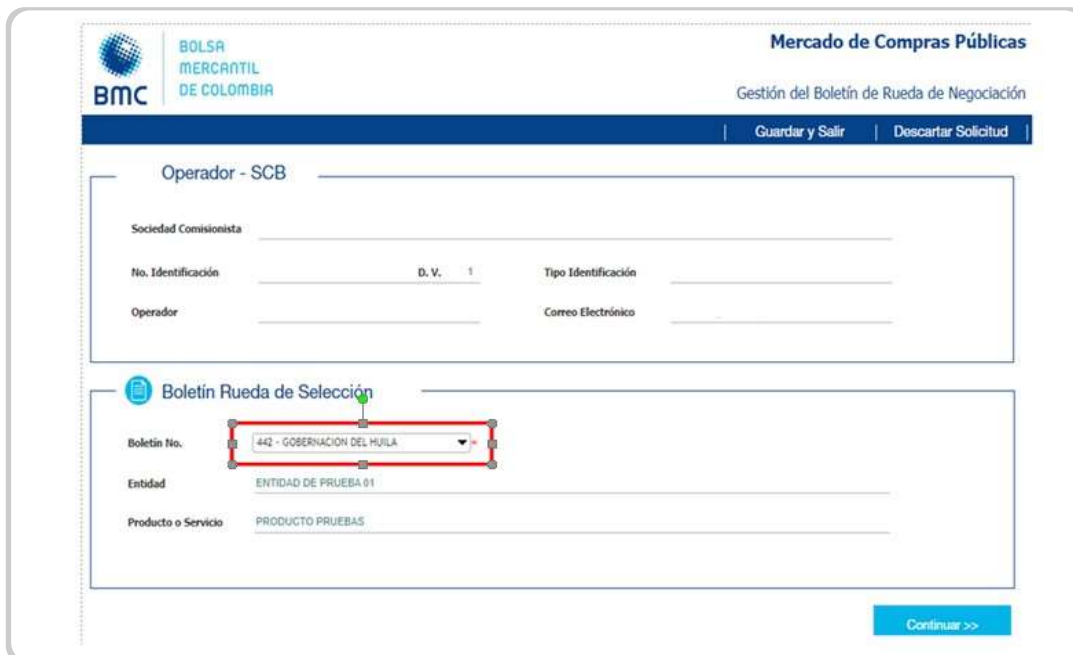 BOLSA
MERCANTIL
DE COLOMBIA
BMC
Mercado de Compras Públicas
Gestión del Boletín de Rueda de Negociación
| Guardar y Salir | Descartar Solicitud |
Operador - SCB
Sociedad Comisionista
No. Identificación D. V. 1 Tipo Identificación
Operador Correo Electrónico
Boletín Rueda de Selección
Boletín No. 442 - GOBERNACION DEL HUILA *
Entidad ENTIDAD DE PRUEBA 01
Producto o Servicio PRODUCTO PRUEBAS
Continuar >>